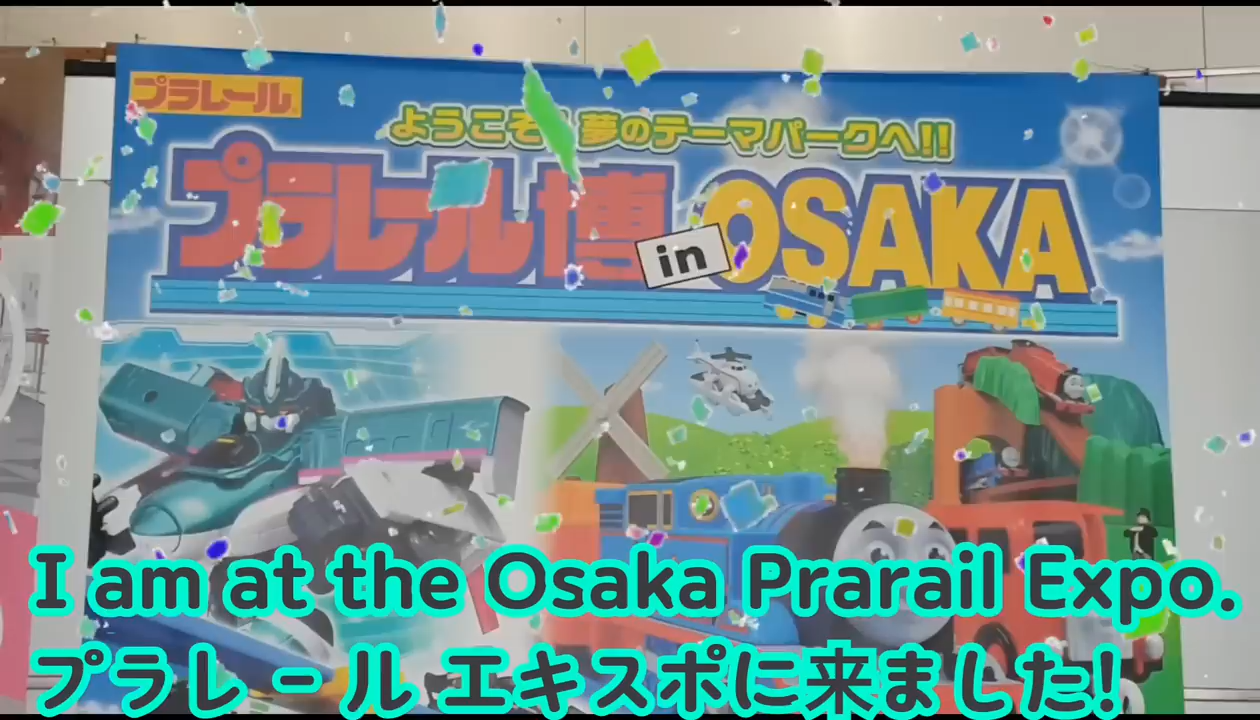 プラレール
ようこそ! 夢のテーマパークへ!!
プラレール博 in OSAKA
I am at the Osaka Prarail Expo.
プラレール エキスポに来ました!